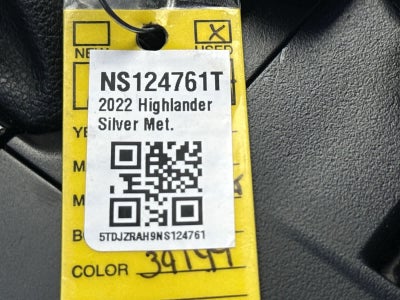 NEW USED
NS124761T
2022 Highlander
Silver Met.
YE
M
M
B
5TDJZRAH9NS124761
COLOR